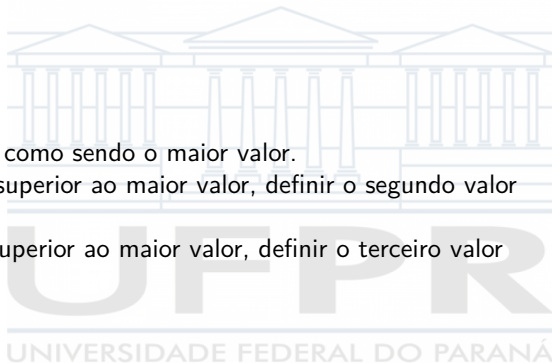 como sendo o maior valor.
superior ao maior valor, definir o segundo valor
superior ao maior valor, definir o terceiro valor
UFPR
UNIVERSIDADE FEDERAL DO PARANÁ